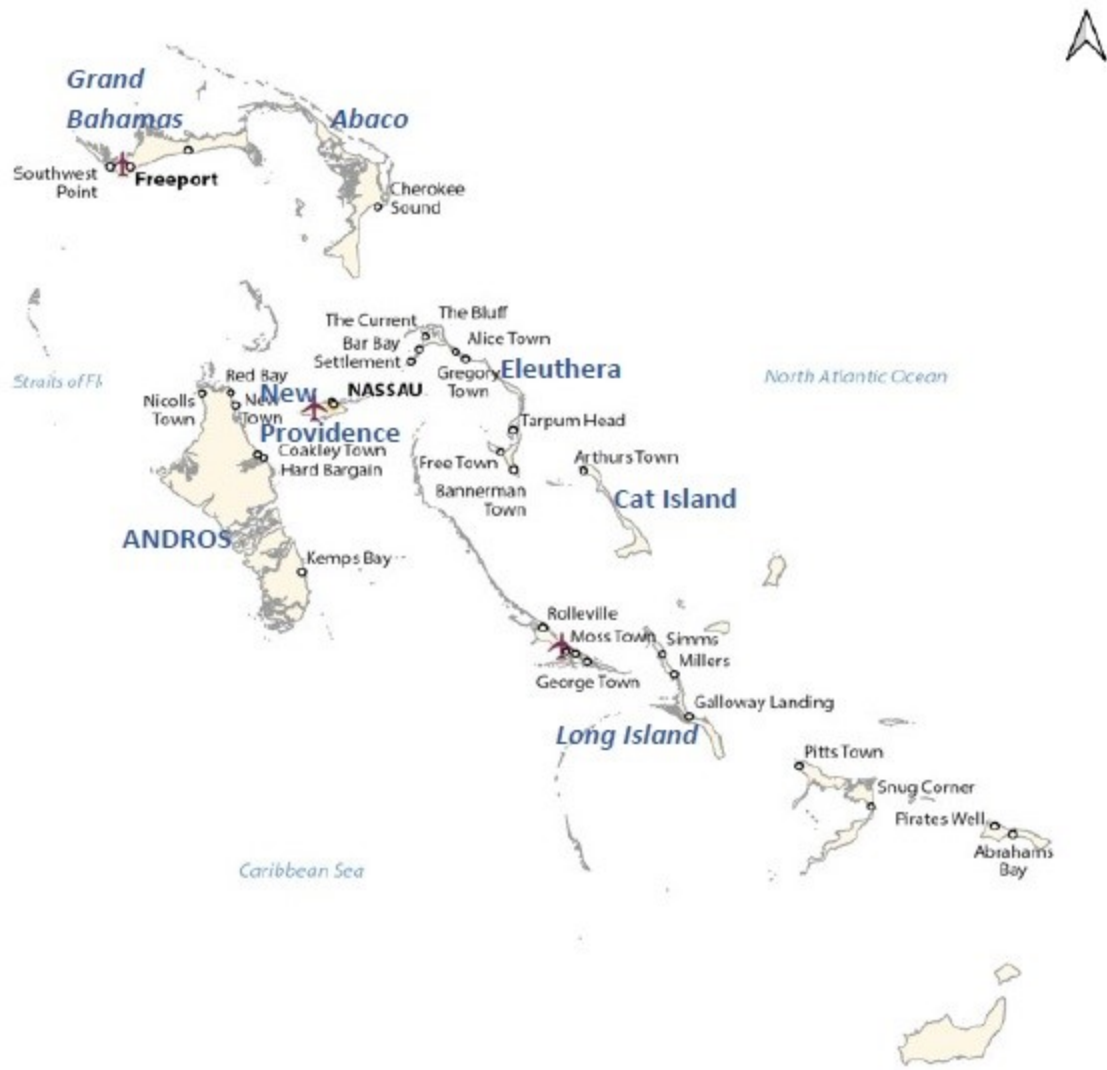 Grand
Bahamas
Abaco
Southwest
Point
Freeport
Cherokee
Sound
The Bluff
The Current
Bar Bay
Settlement
Alice Town
Gregory
Town
Eleuthera
Straits of Fl
North Atlantic Ocean
Red Bay
Nicolls
Town
New
Town
New
Providence
NASSAU
Coakley Town
Hard Bargain
Tarpum Head
Free Town
Bannerman
Town
Arthurs Town
Cat Island
ANDROS
Kemps Bay
Rolleville
Moss Town
George Town
Simms
Millers
Galloway Landing
Long Island
Pitts Town
Snug Corner
Pirates Well
Abrahams
Bay
Caribbean Sea